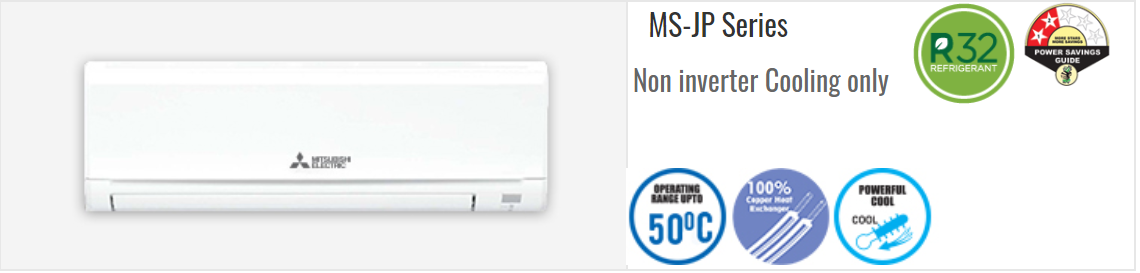 MS-JP Series
Non inverter Cooling only
R32
REFRIGERANT
MORE STARS
MORE SAVINGS
POWER SAVINGS
GUIDE
MITSUBISHI
ELECTRIC
OPERATING
RANGE UPTO
50⁰C
100%
Copper Heat
Exchanger
POWERFUL
COOL
COOL